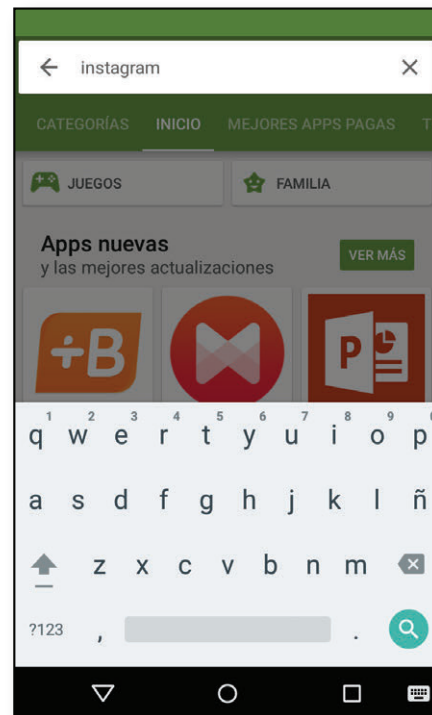 instagram
CATEGORÍAS INICIO MEJORES APPS PAGAS T
JUEGOS FAMILIA
Apps nuevas
y las mejores actualizaciones
VER MÁS
÷B P
1 2 3 4 5 6 7 8 9
q w e r t y u i o p
a s d f g h j k l ñ
z x c v b n m
?123 , .